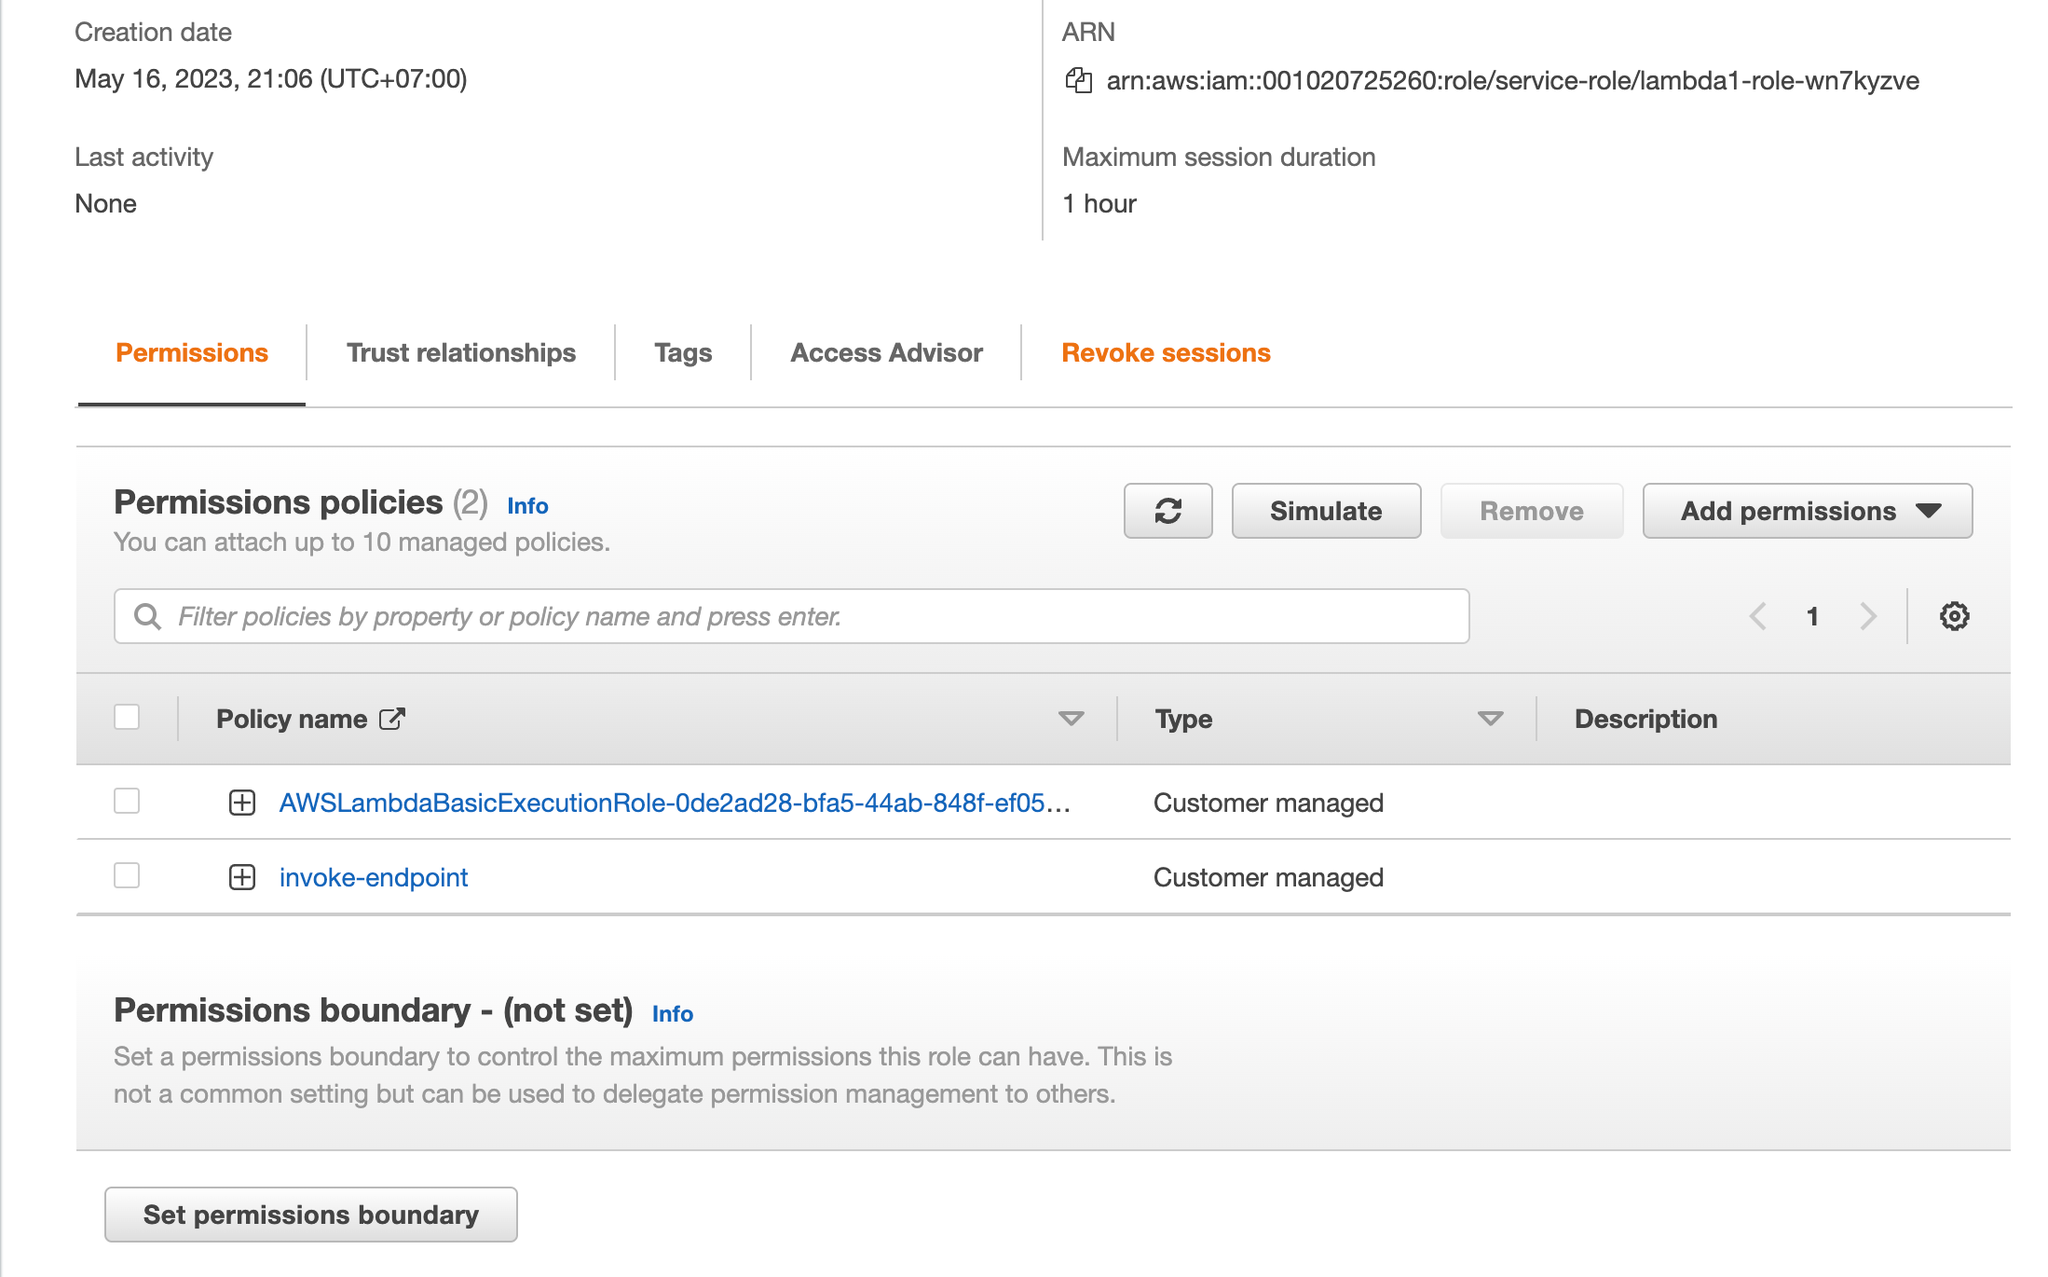 Creation date
May 16, 2023, 21:06 (UTC+07:00)
Last activity
None
ARN
arn:aws:iam::001020725260:role/service-role/lambda1-role-wn7kyzve
Maximum session duration
1 hour
Permissions
Trust relationships
Tags
Access Advisor
Revoke sessions
Permissions policies (2) Info
You can attach up to 10 managed policies.
Simulate
Remove
Add permissions
Filter policies by property or policy name and press enter.
1
Policy name
Type
Description
AWSLambdaBasicExecutionRole-0de2ad28-bfa5-44ab-848f-ef05...
Customer managed
invoke-endpoint
Customer managed
Permissions boundary - (not set) Info
Set a permissions boundary to control the maximum permissions this role can have. This is
not a common setting but can be used to delegate permission management to others.
Set permissions boundary